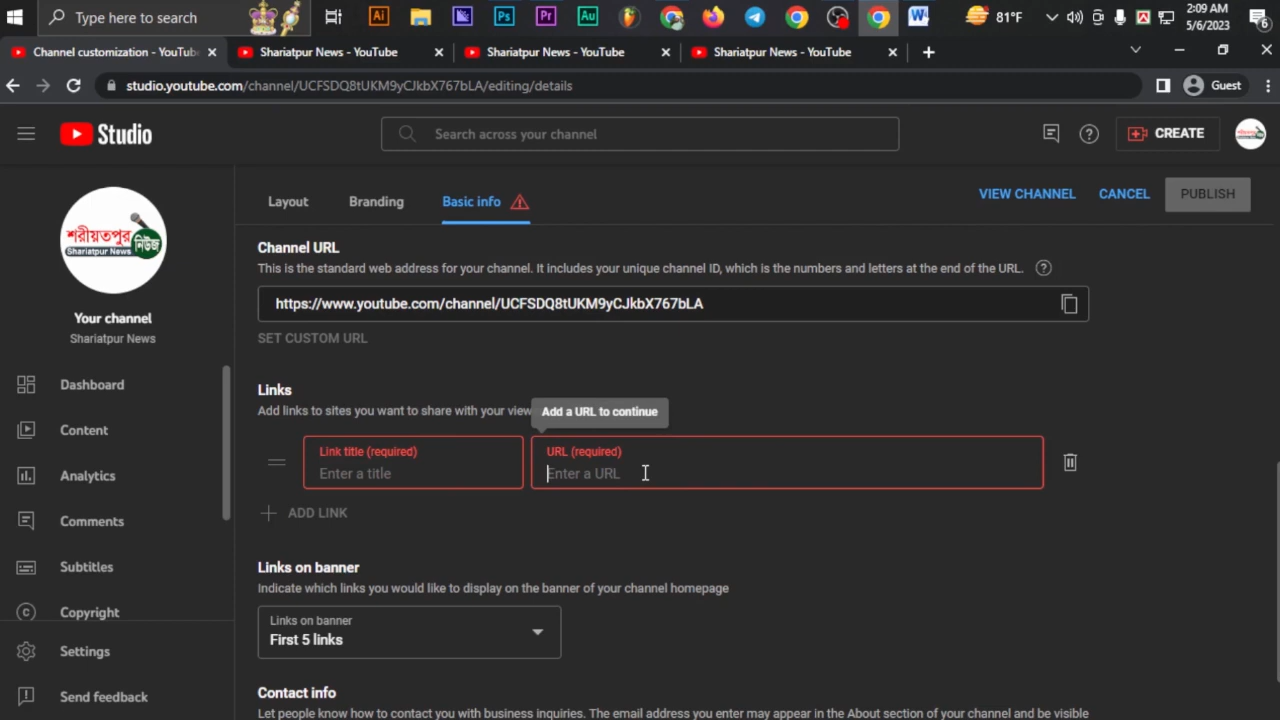 Type here to search
Ai
Ps
Pr
Au
W
81°F
2:09 AM
5/6/2023
6
Channel customization - YouTube
Shariatpur News - YouTube
Shariatpur News - YouTube
Shariatpur News - YouTube
studio.youtube.com/channel/UCFSDQ8tUKM9yCJkbX767bLA/editing/details
Guest
Studio
Search across your channel
CREATE
শরীয়তপুর
নিউজ
Shariatpur News
Your channel
Shariatpur News
Dashboard
Content
Analytics
Comments
Subtitles
Copyright
Settings
Send feedback
Layout
Branding
Basic info
VIEW CHANNEL
CANCEL
PUBLISH
Channel URL
This is the standard web address for your channel. It includes your unique channel ID, which is the numbers and letters at the end of the URL.
https://www.youtube.com/channel/UCFSDQ8tUKM9yCJkbX767bLA
SET CUSTOM URL
Links
Add links to sites you want to share with your view
Add a URL to continue
Link title (required)
Enter a title
URL (required)
Enter a URL
ADD LINK
Links on banner
Indicate which links you would like to display on the banner of your channel homepage
Links on banner
First 5 links
Contact info
Let people know how to contact you with business inquiries. The email address you enter may appear in the About section of your channel and be visible